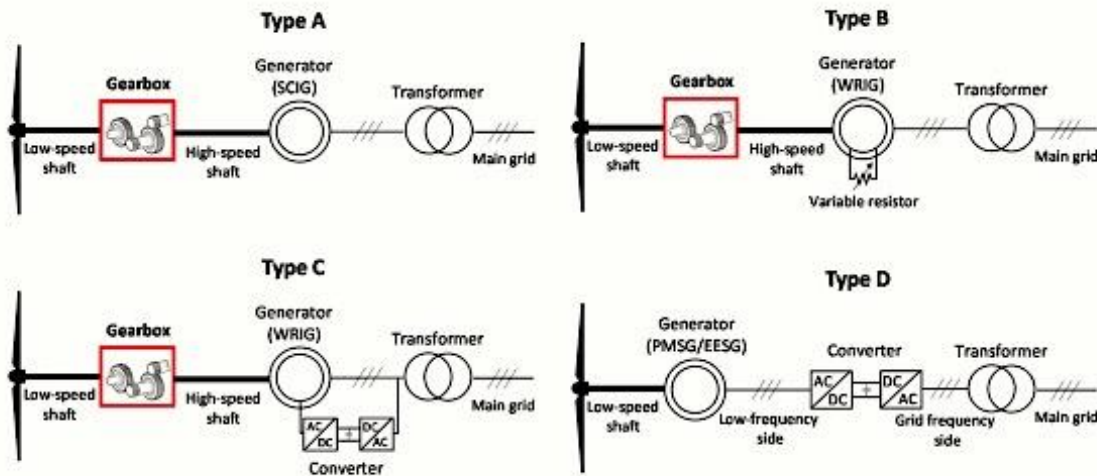 Type A
Gearbox
Generator
(SCIG)
Transformer
Low-speed
shaft
High-speed
shaft
Main grid
Type B
Gearbox
Generator
(WRIG)
Transformer
Low-speed
shaft
High-speed
shaft
Main grid
Variable resistor
Type C
Gearbox
Generator
(WRIG)
Transformer
Low-speed
shaft
High-speed
shaft
Main grid
AC
DC
DC
AC
Converter
Type D
Generator
(PMSG/EESG)
Converter
Transformer
AC
DC
DC
AC
Low-speed
shaft
Low-frequency
side
Grid frequency
side
Main grid